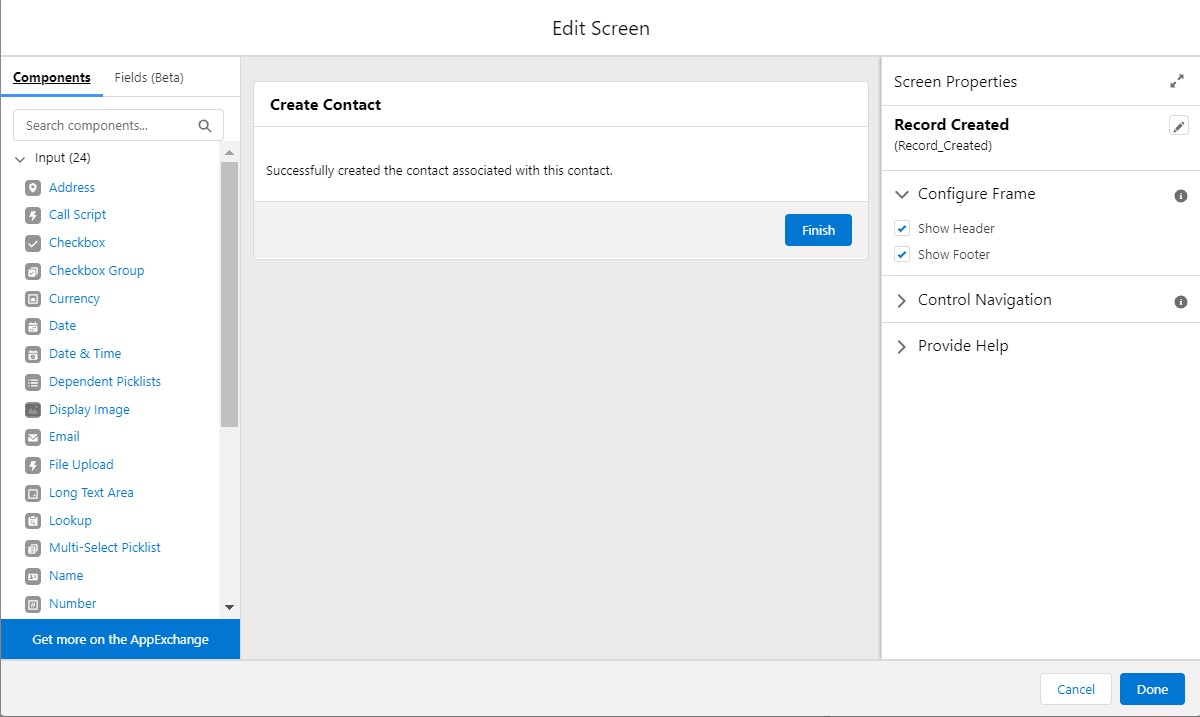 Edit Screen
Components
Fields (Beta)
Search components...
Input (24)
Address
Call Script
Checkbox
Checkbox Group
Currency
Date
Date & Time
Dependent Picklists
Display Image
Email
File Upload
Long Text Area
Lookup
Multi-Select Picklist
Name
Number
Get more on the AppExchange
Create Contact
Successfully created the contact associated with this contact.
Finish
Screen Properties
Record Created
(Record_Created)
Configure Frame
Show Header
Show Footer
Control Navigation
Provide Help
Cancel
Done